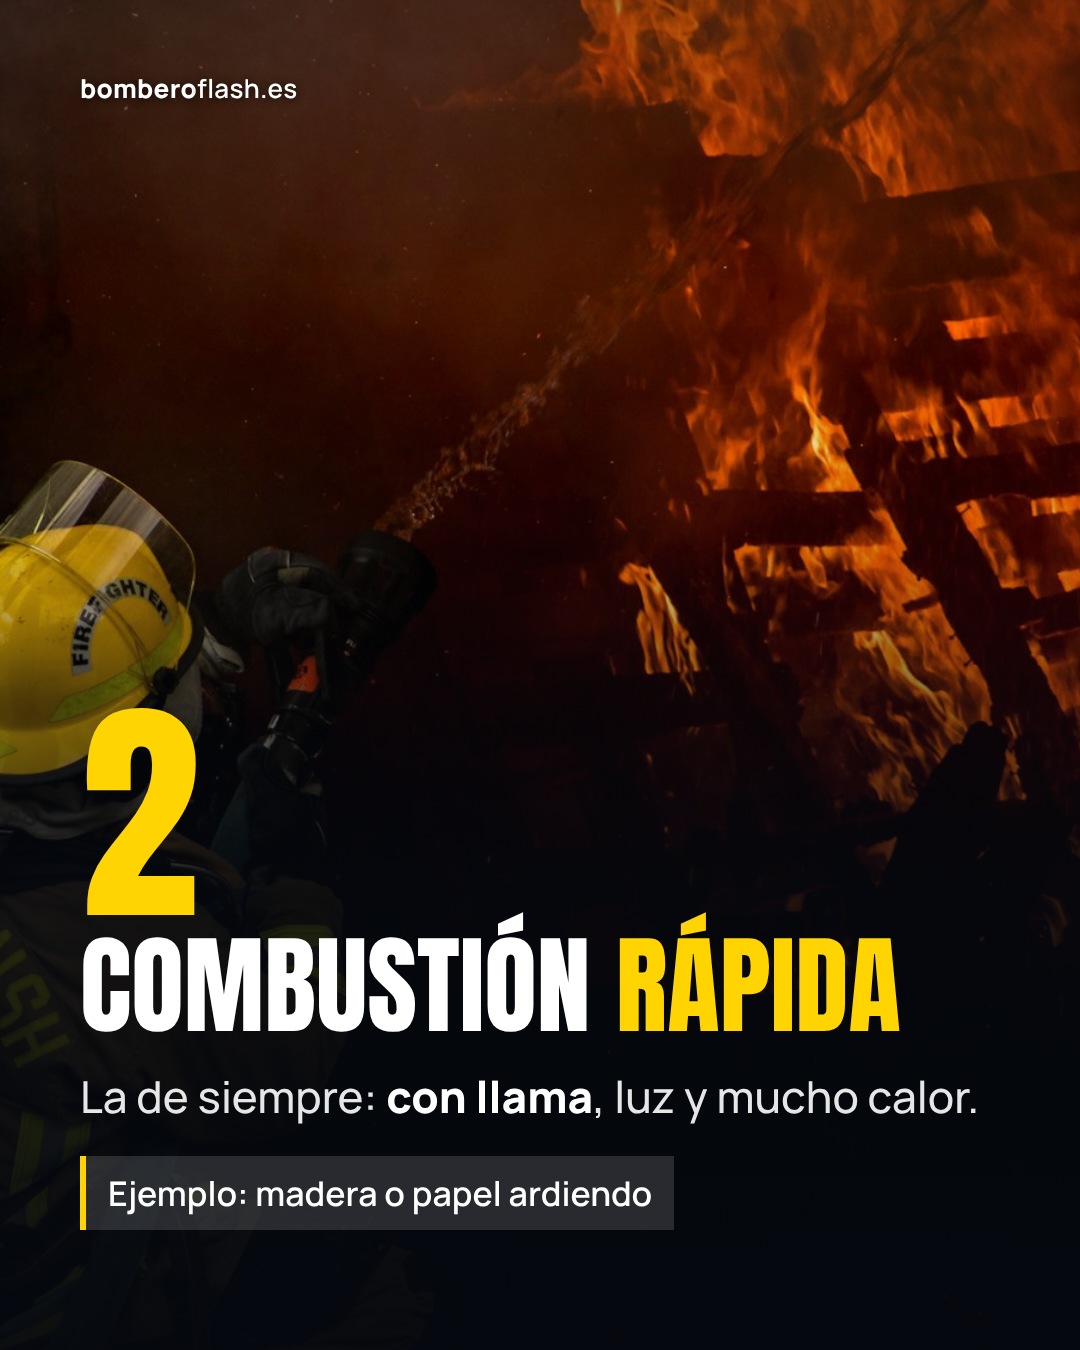 bomberoflash.es
FIREFIGHTER
2
COMBUSTIÓN RÁPIDA
La de siempre: con llama, luz y mucho calor.
Ejemplo: madera o papel ardiendo